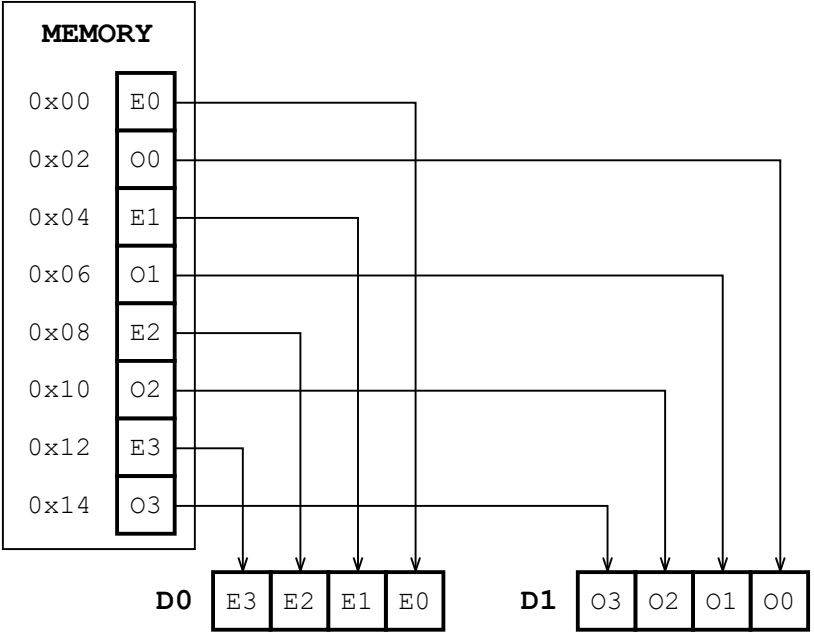 MEMORY
0x00 E0
0x02 O0
0x04 E1
0x06 O1
0x08 E2
0x10 O2
0x12 E3
0x14 O3
D0 E3 E2 E1 E0 D1 O3 O2 O1 O0